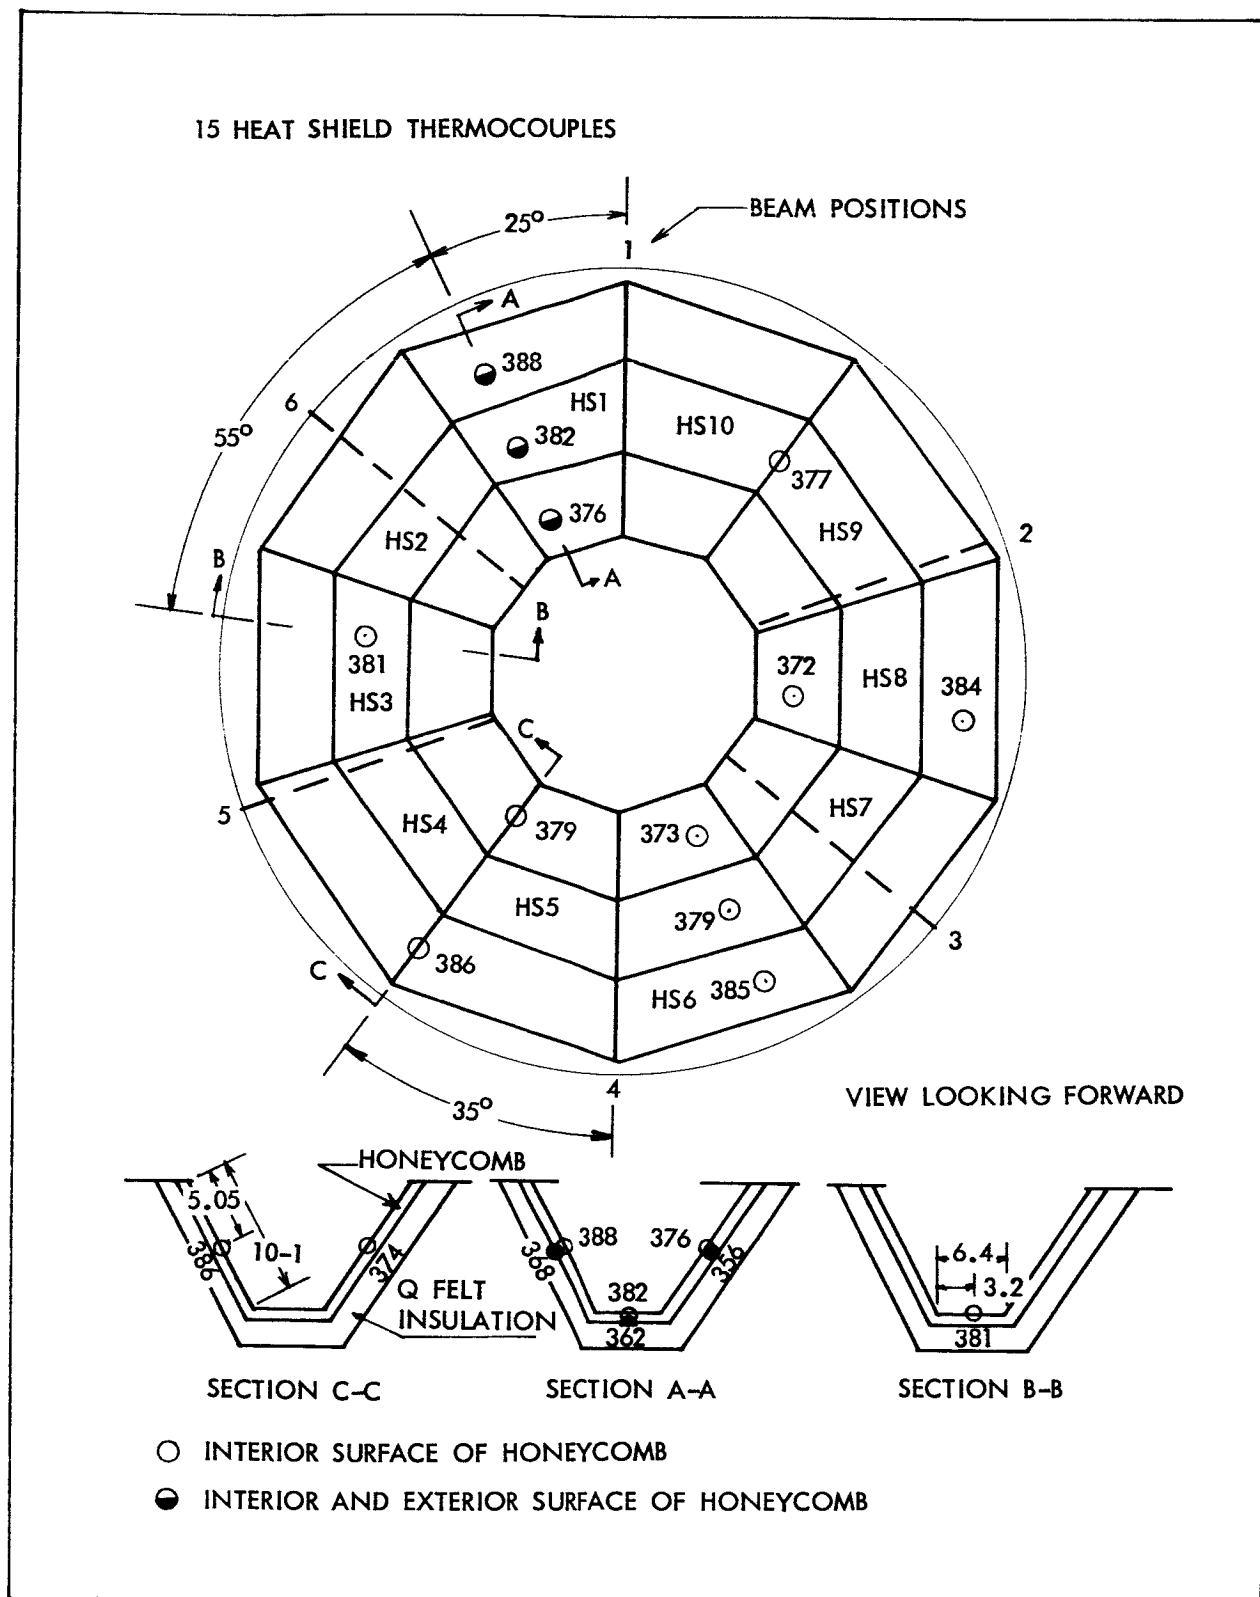 15 HEAT SHIELD THERMOCOUPLES
BEAM POSITIONS
25°
1
A
388
6
HS1
HS10
55°
382
377
376
HS9
2
HS2
B
A
B
381
372
HS8
384
HS3
C
5
HS4
379
373
HS7
HS5
379
3
386
C
HS6 385
4
35°
VIEW LOOKING FORWARD
HONEYCOMB
5.05
10-1
386
374
Q FELT
INSULATION
388
376
368
356
382
362
6.4
3.2
381
SECTION C-C
SECTION A-A
SECTION B-B
INTERIOR SURFACE OF HONEYCOMB
INTERIOR AND EXTERIOR SURFACE OF HONEYCOMB